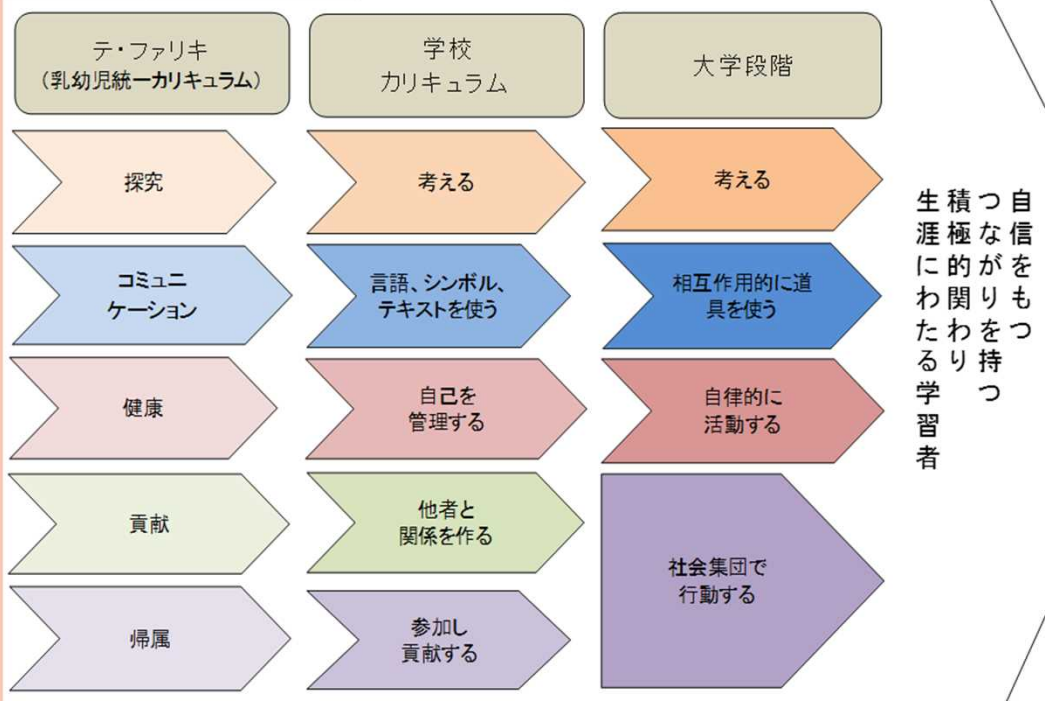 テ・ファリキ
（乳幼児統一カリキュラム）
学校
カリキュラム
大学段階
探究
考える
考える
コミュニ
ケーション
言語、シンボル、
テキストを使う
相互作用的に道
具を使う
健康
自己を
管理する
自律的に
活動する
貢献
他者と
関係を作る
社会集団で
行動する
帰属
参加し
貢献する
自信をもつ
つながりを持つ
積極的関わり
生涯にわたる学習者